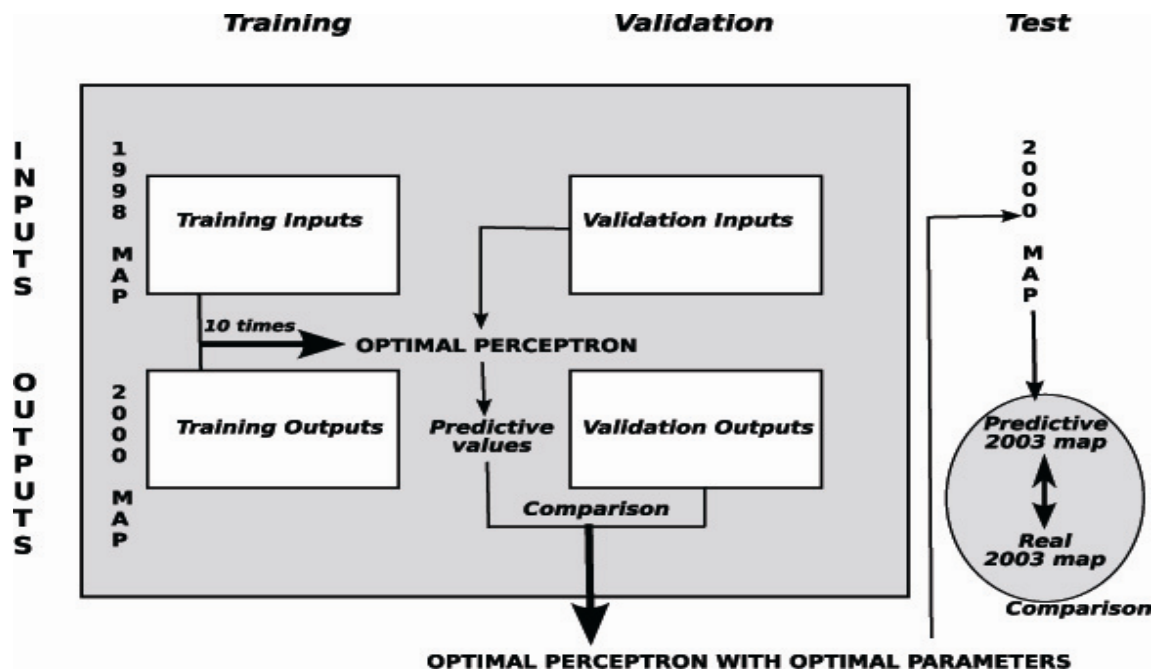 Training
Validation
Test
INPUTS
OUTPUTS
1998 MAP
2000 MAP
Training Inputs
Validation Inputs
10 times
OPTIMAL PERCEPTRON
Training Outputs
Predictive
values
Validation Outputs
Comparison
2000 MAP
Predictive
2003 map
Real
2003 map
Comparison
OPTIMAL PERCEPTRON WITH OPTIMAL PARAMETERS